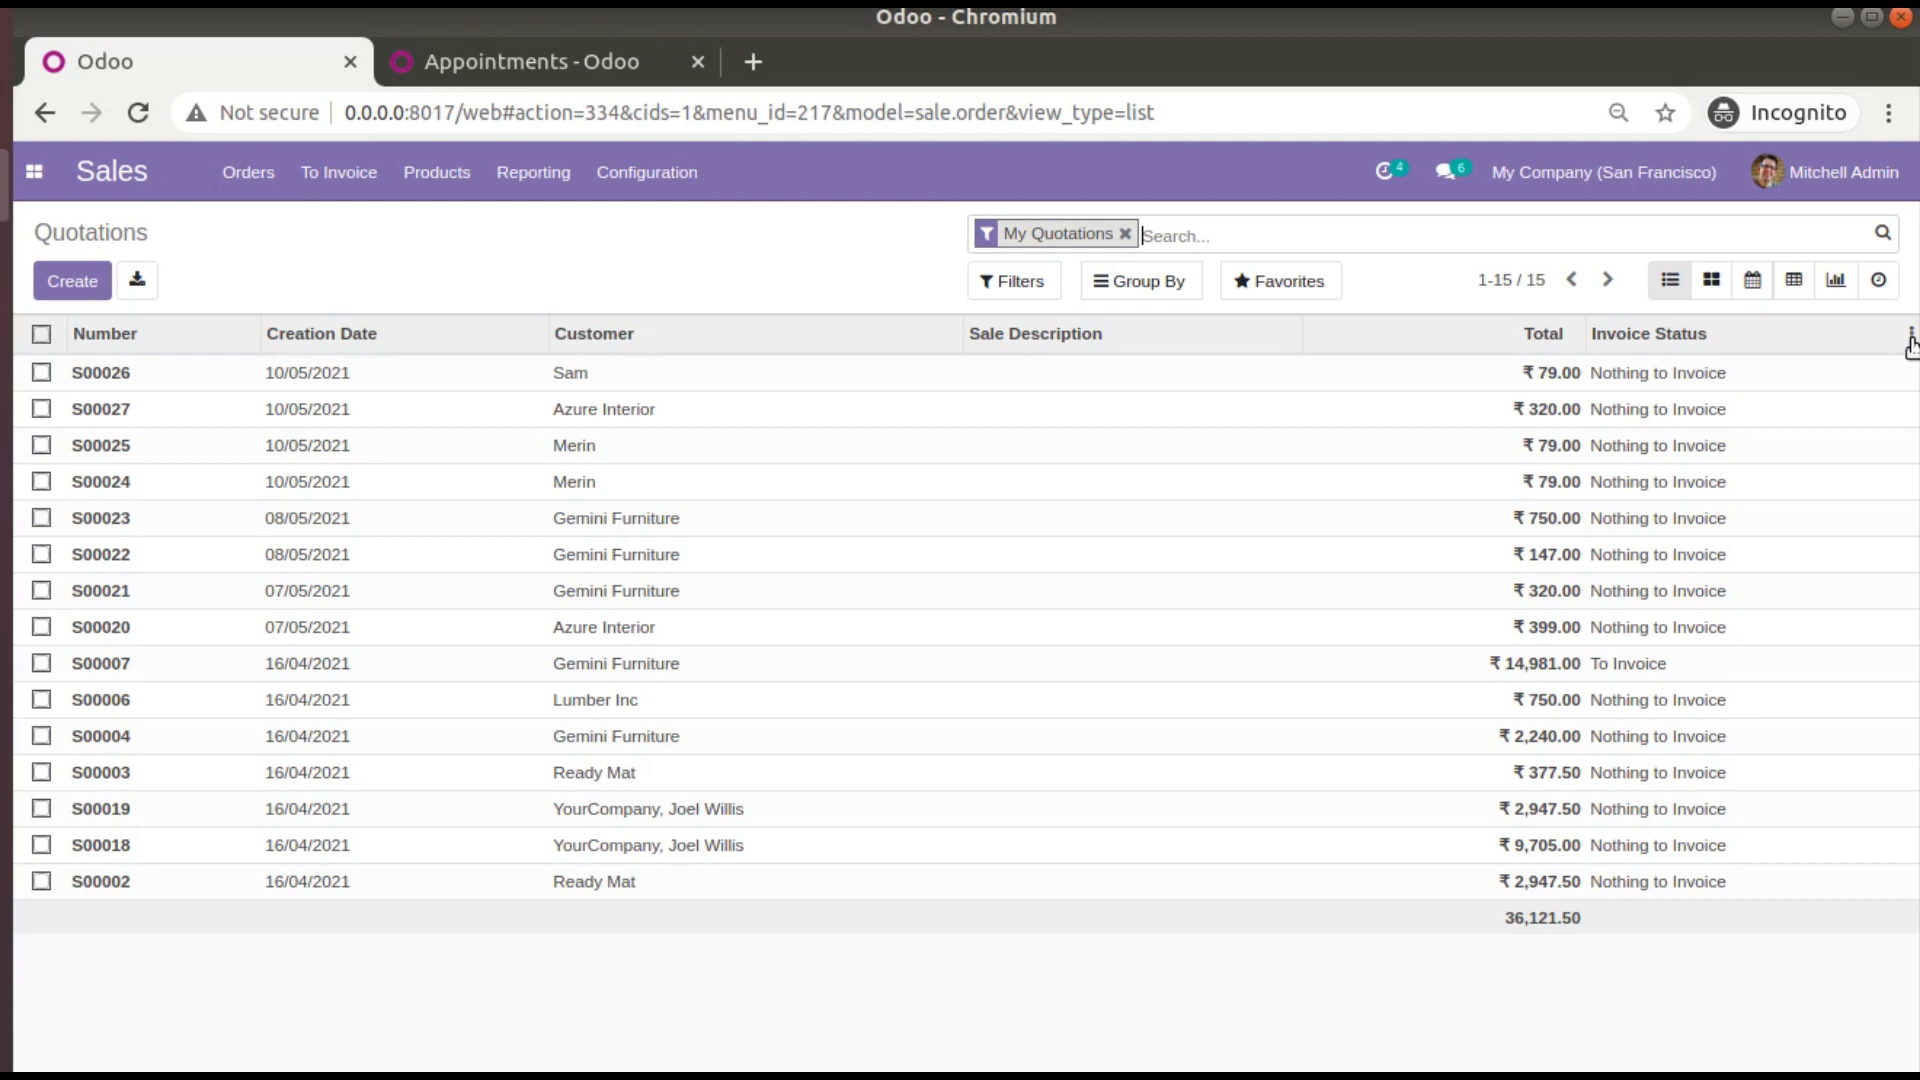 Odoo - Chromium
Odoo Appointments - Odoo
Not secure 0.0.0.0:8017/web#action=334&cids=1&menu_id=217&model=sale.order&view_type=list Incognito
Sales Orders To Invoice Products Reporting Configuration 4 6 My Company (San Francisco) Mitchell Admin
Quotations My Quotations Search...
Create Filters Group By Favorites 1-15 / 15
Number Creation Date Customer Sale Description Total Invoice Status
S00026 10/05/2021 Sam ₹ 79.00 Nothing to Invoice
S00027 10/05/2021 Azure Interior ₹ 320.00 Nothing to Invoice
S00025 10/05/2021 Merin ₹ 79.00 Nothing to Invoice
S00024 10/05/2021 Merin ₹ 79.00 Nothing to Invoice
S00023 08/05/2021 Gemini Furniture ₹ 750.00 Nothing to Invoice
S00022 08/05/2021 Gemini Furniture ₹ 147.00 Nothing to Invoice
S00021 07/05/2021 Gemini Furniture ₹ 320.00 Nothing to Invoice
S00020 07/05/2021 Azure Interior ₹ 399.00 Nothing to Invoice
S00007 16/04/2021 Gemini Furniture ₹ 14,981.00 To Invoice
S00006 16/04/2021 Lumber Inc ₹ 750.00 Nothing to Invoice
S00004 16/04/2021 Gemini Furniture ₹ 2,240.00 Nothing to Invoice
S00003 16/04/2021 Ready Mat ₹ 377.50 Nothing to Invoice
S00019 16/04/2021 YourCompany, Joel Willis ₹ 2,947.50 Nothing to Invoice
S00018 16/04/2021 YourCompany, Joel Willis ₹ 9,705.00 Nothing to Invoice
S00002 16/04/2021 Ready Mat ₹ 2,947.50 Nothing to Invoice
36,121.50